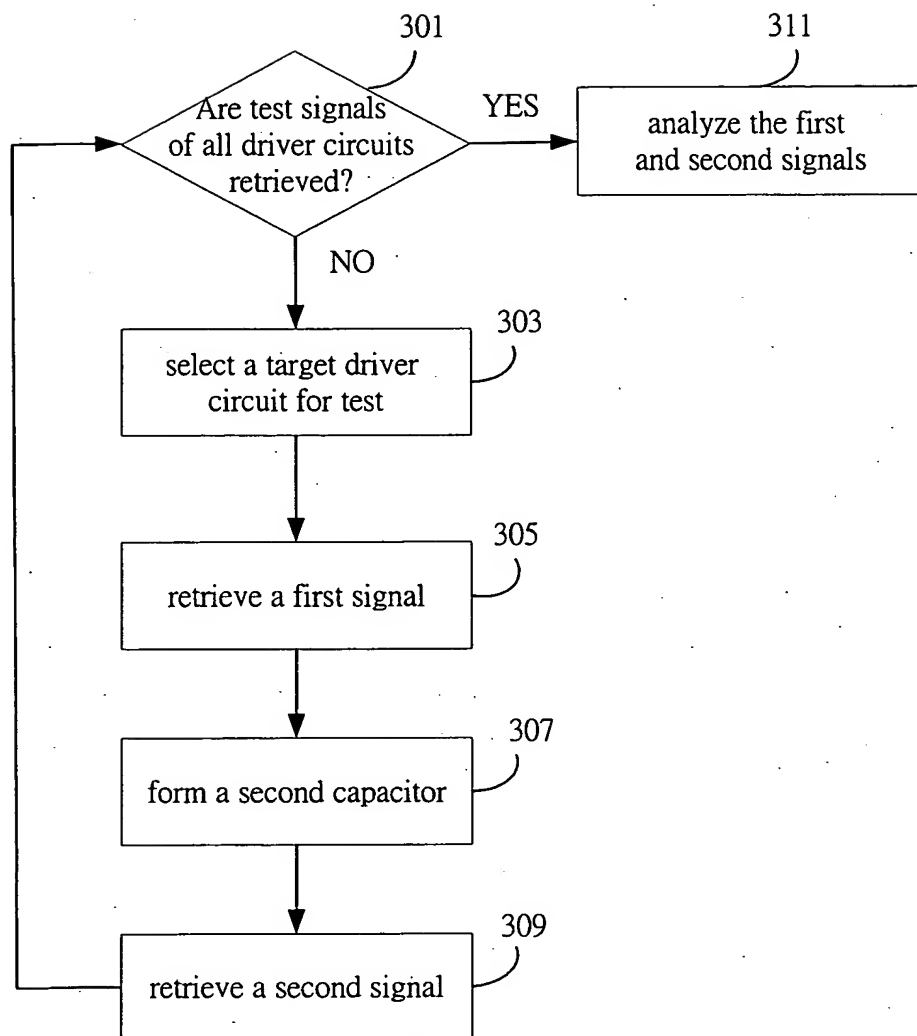 301
311
Are test signals
of all driver circuits
retrieved?
YES
analyze the first
and second signals
NO
303
select a target driver
circuit for test
305
retrieve a first signal
307
form a second capacitor
309
retrieve a second signal